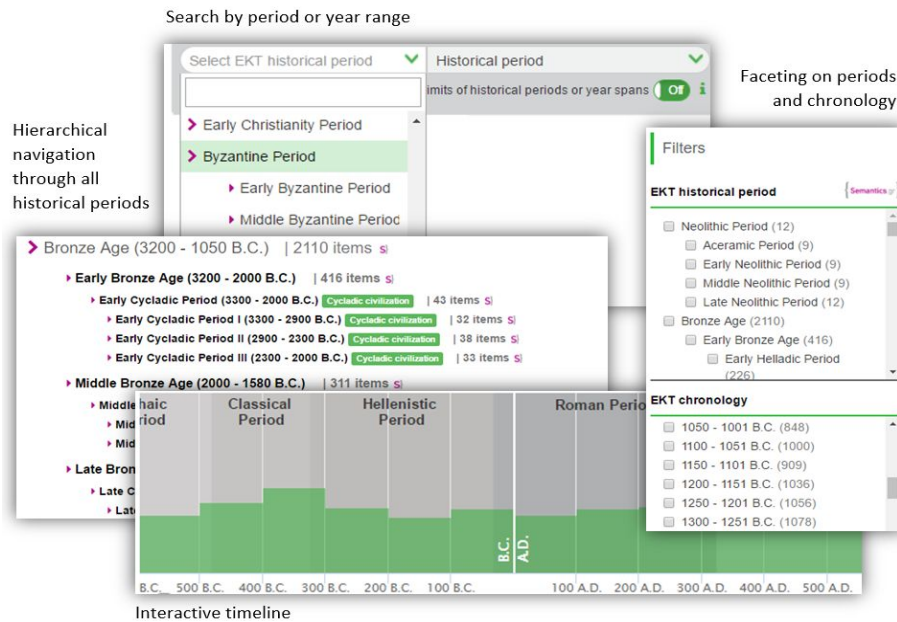 Search by period or year range
Select EKT historical period
Historical period
imits of historical periods or year spans Off i
Early Christianity Period
Byzantine Period
Early Byzantine Period
Middle Byzantine Period
Faceting on periods
and chronology
Hierarchical
navigation
through all
historical periods
Filters
EKT historical period
Semantics
Neolithic Period (12)
Aceramic Period (9)
Early Neolithic Period (9)
Middle Neolithic Period (9)
Late Neolithic Period (12)
Bronze Age (2110)
Early Bronze Age (416)
Early Helladic Period
(226)
EKT chronology
1050 - 1001 B.C. (848)
1100 - 1051 B.C. (1000)
1150 - 1101 B.C. (909)
1200 - 1151 B.C. (1036)
1250 - 1201 B.C. (1056)
1300 - 1251 B.C. (1078)
Bronze Age (3200 - 1050 B.C.) | 2110 items S
Early Bronze Age (3200 - 2000 B.C.) | 416 items S
Early Cycladic Period (3300 - 2000 B.C.) Cycladic civilization | 43 items S
Early Cycladic Period I (3300 - 2900 B.C.) Cycladic civilization | 32 items S
Early Cycladic Period II (2900 - 2300 B.C.) Cycladic civilization | 38 items S
Early Cycladic Period III (2300 - 2000 B.C.) Cycladic civilization | 33 items S
Middle Bronze Age (2000 - 1580 B.C.) | 311 items S
Middle
Mid
Mid
Late Bron
Late C
Late
haic
riod
Classical
Period
Hellenistic
Period
Roman Perio
B.C.
A.D.
B.C. 500 B.C. 400 B.C. 300 B.C. 200 B.C. 100 B.C. 100 A.D. 200 A.D. 300 A.D. 400 A.D. 500 A.D.
Interactive timeline